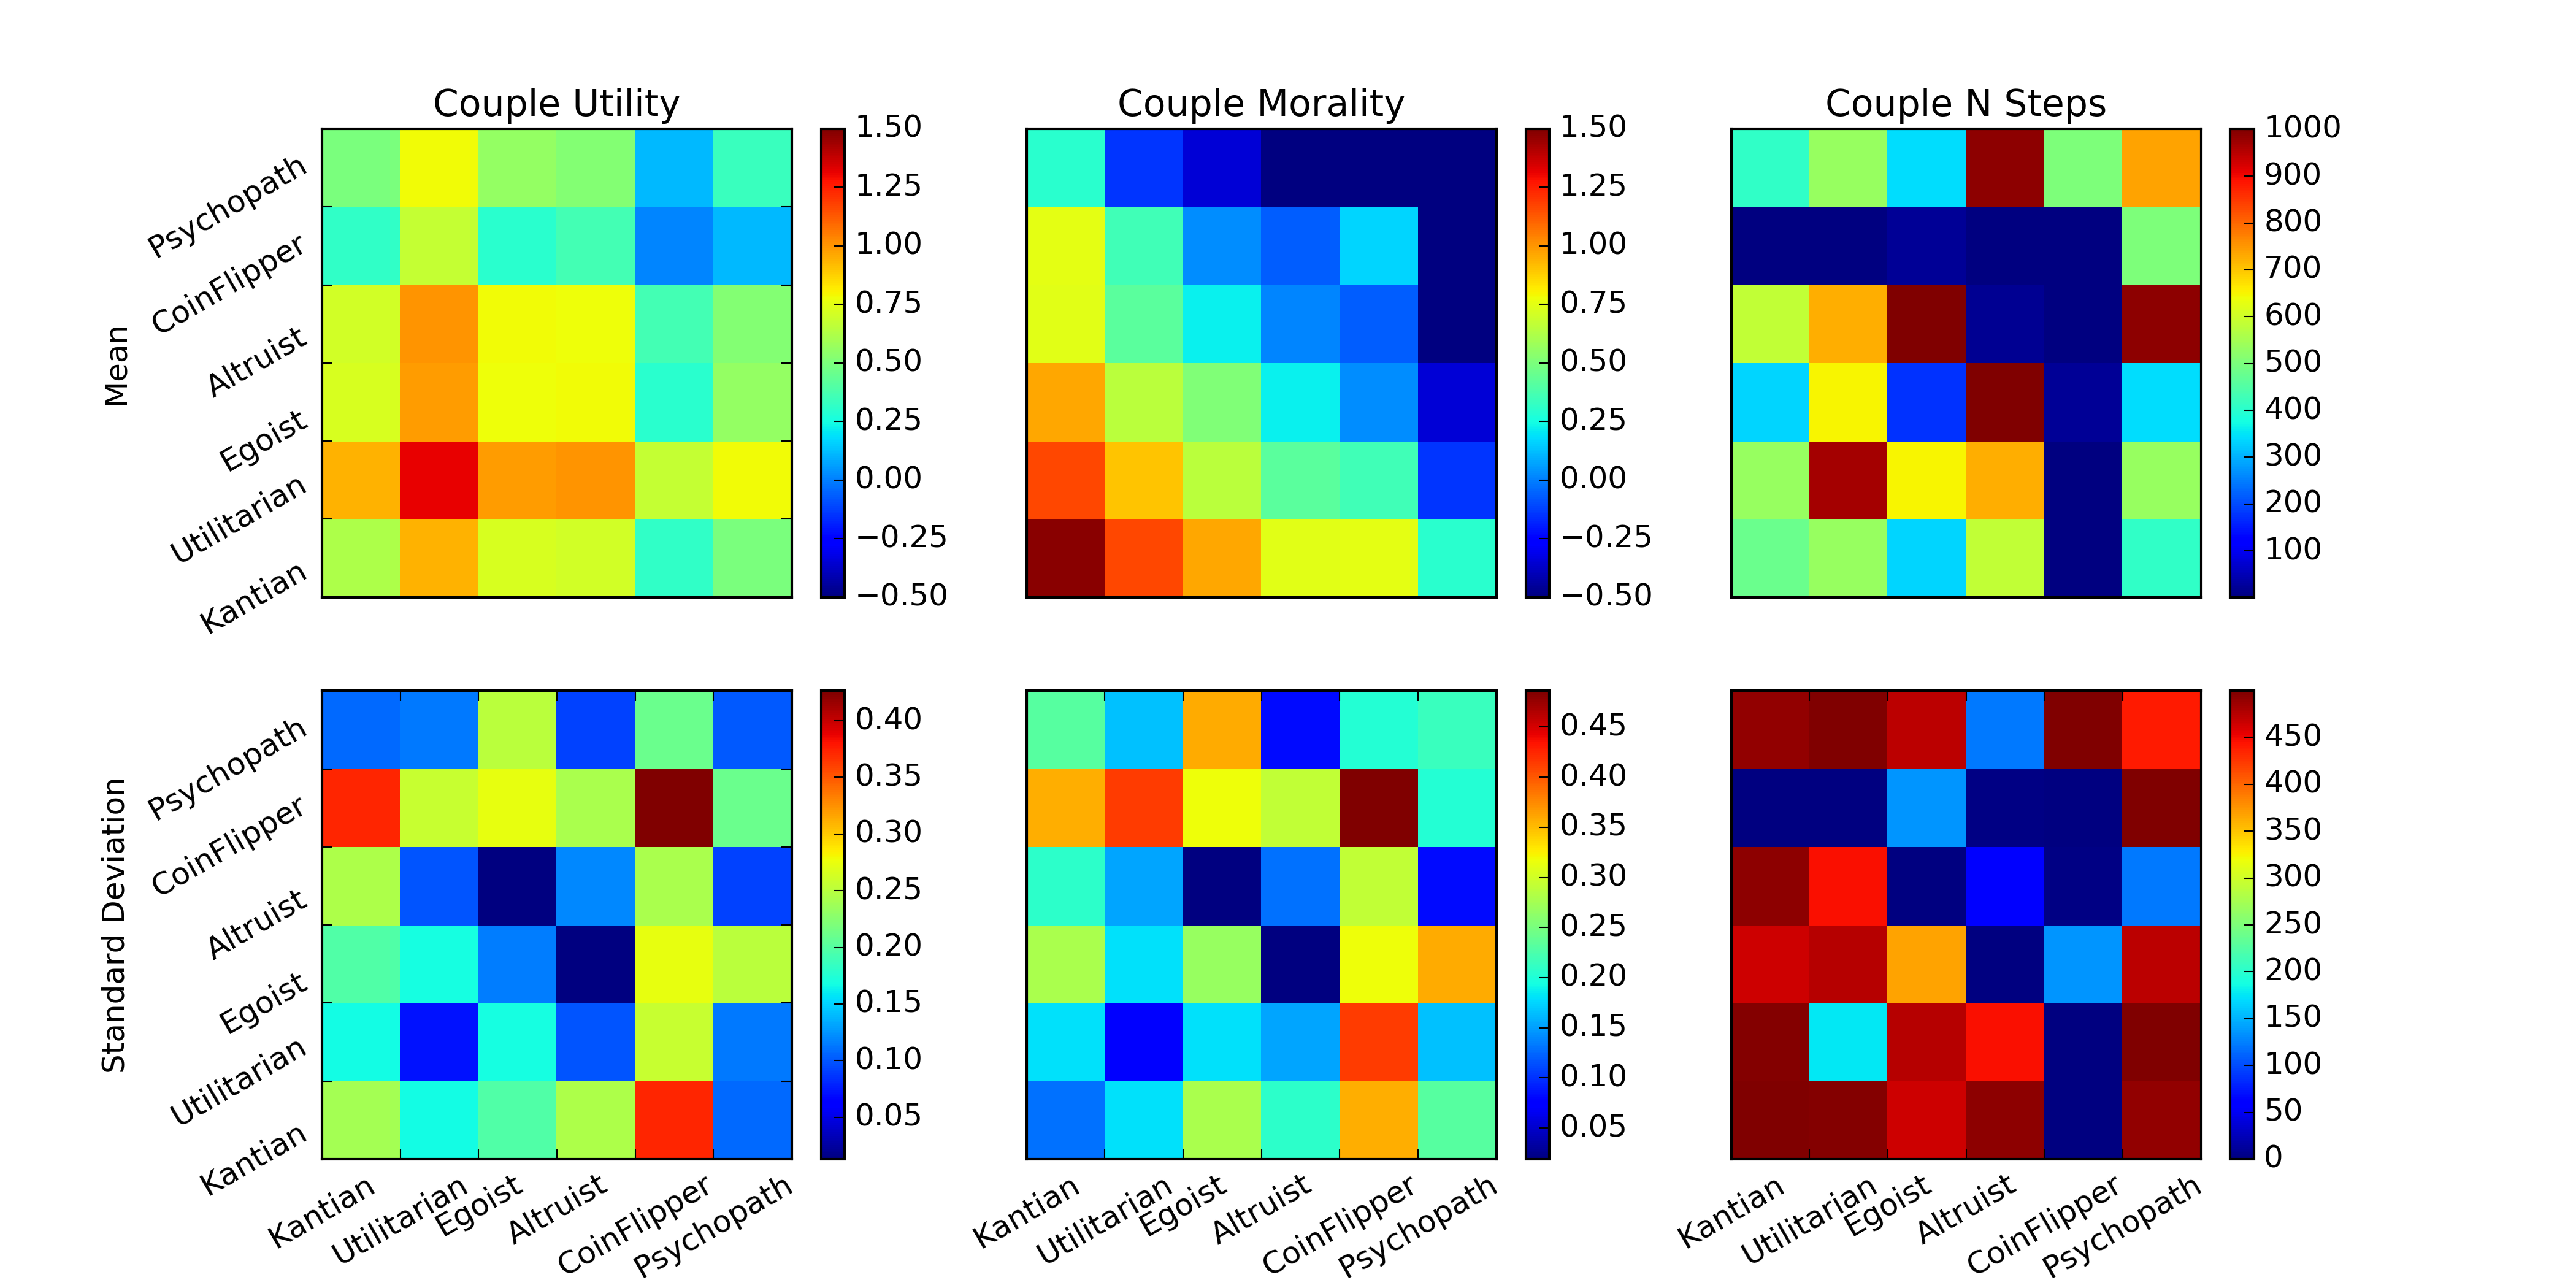 Couple Utility
Couple Morality
Couple N Steps
Mean
Psychopath
CoinFlipper
Altruist
Egoist
Utilitarian
Kantian
1.50
1.25
1.00
0.75
0.50
0.25
0.00
−0.25
−0.50
1.50
1.25
1.00
0.75
0.50
0.25
0.00
−0.25
−0.50
1000
900
800
700
600
500
400
300
200
100
Standard Deviation
Psychopath
CoinFlipper
Altruist
Egoist
Utilitarian
Kantian
0.40
0.35
0.30
0.25
0.20
0.15
0.10
0.05
0.45
0.40
0.35
0.30
0.25
0.20
0.15
0.10
0.05
450
400
350
300
250
200
150
100
50
0
Kantian
Utilitarian
Egoist
Altruist
CoinFlipper
Psychopath
Kantian
Utilitarian
Egoist
Altruist
CoinFlipper
Psychopath
Kantian
Utilitarian
Egoist
Altruist
CoinFlipper
Psychopath